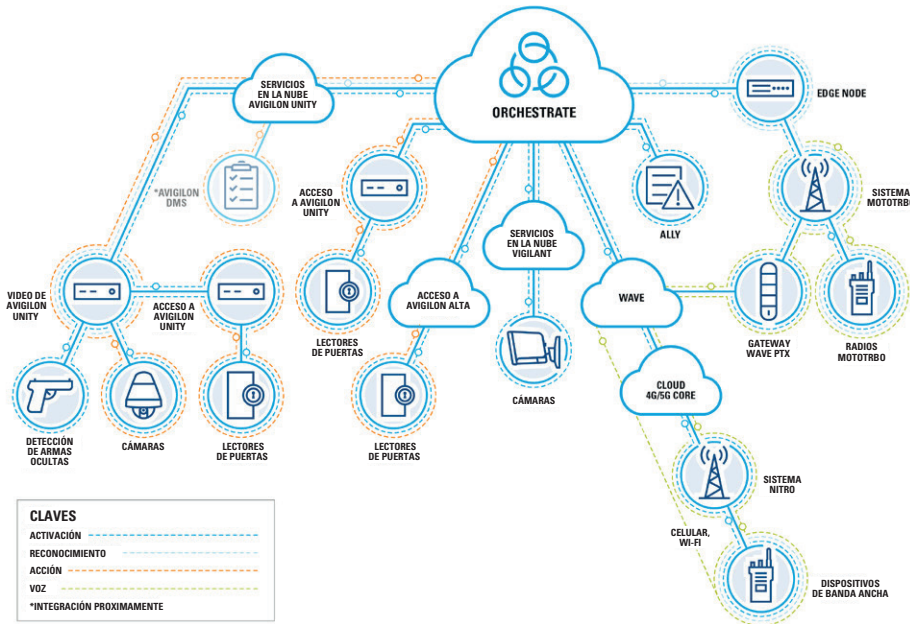 SERVICIOS
EN LA NUBE
AVIGILON UNITY
ORCHESTRATE
EDGE NODE
*AVIGILON
DMS
ACCESO
A AVIGILON
UNITY
ALLY
SISTEMA
MOTOTRBO
SERVICIOS
EN LA NUBE
VIGILANT
VIDEO DE
AVIGILON
UNITY
ACCESO A
AVIGILON
UNITY
LECTORES
DE PUERTAS
ACCESO A
AVIGILON ALTA
WAVE
GATEWAY
WAVE PTX
RADIOS
MOTOTRBO
CÁMARAS
CLOUD
4G/5G CORE
DETECCIÓN
DE ARMAS
OCULTAS
CÁMARAS
LECTORES
DE PUERTAS
LECTORES
DE PUERTAS
SISTEMA
NITRO
CELULAR,
WI-FI
DISPOSITIVOS
DE BANDA ANCHA
CLAVES
ACTIVACIÓN
RECONOCIMIENTO
ACCIÓN
VOZ
*INTEGRACIÓN PROXIMAMENTE